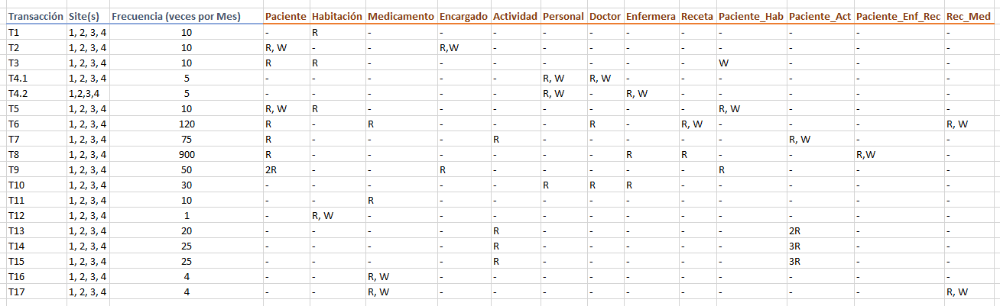 Transacción Site(s) Frecuencia (veces por Mes) Paciente Habitación Medicamento Encargado Actividad Personal Doctor Enfermera Receta Paciente_Hab Paciente_Act Paciente_Enf_Rec Rec_Med
T1 1, 2, 3, 4 10 - R - - - - - - - - - - -
T2 1, 2, 3, 4 10 R, W - - R,W - - - - - - - - -
T3 1, 2, 3, 4 10 R R - - - - - - - W - - -
T4.1 1, 2, 3, 4 5 - - - - - R, W R, W - - - - - -
T4.2 1,2,3,4 5 - - - - - R, W - R, W - - - - -
T5 1, 2, 3, 4 10 R, W R - - - - - - - R, W - - -
T6 1, 2, 3, 4 120 R - R - - - R - R, W - - - R, W
T7 1, 2, 3, 4 75 R - - - R - - - - - R, W - -
T8 1, 2, 3, 4 900 R - - - - - - R R - - R,W -
T9 1, 2, 3, 4 50 2R - - R - - - - - R - - -
T10 1, 2, 3, 4 30 - - - - - R R R - - - - -
T11 1, 2, 3, 4 10 - - R - - - - - - - - - -
T12 1, 2, 3, 4 1 - R, W - - - - - - - - - - -
T13 1, 2, 3, 4 20 - - - - R - - - - - 2R - -
T14 1, 2, 3, 4 25 - - - - R - - - - - 3R - -
T15 1, 2, 3, 4 25 - - - - R - - - - - 3R - -
T16 1, 2, 3, 4 4 - - R, W - - - - - - - - - -
T17 1, 2, 3, 4 4 - - R, W - - - - - - - - - R, W